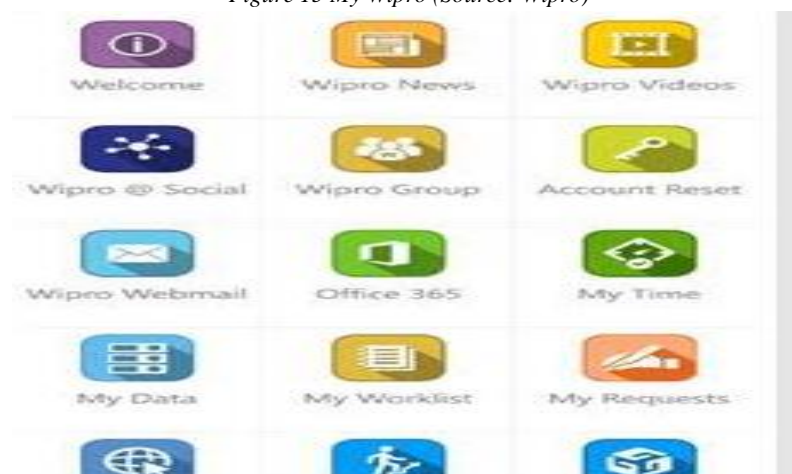 Figure 15 My Wipro (Source: Wipro)
Welcome Wipro News Wipro Videos
Wipro @ Social Wipro Group Account Reset
Wipro Webmail Office 365 My Time
My Data My Worklist My Requests